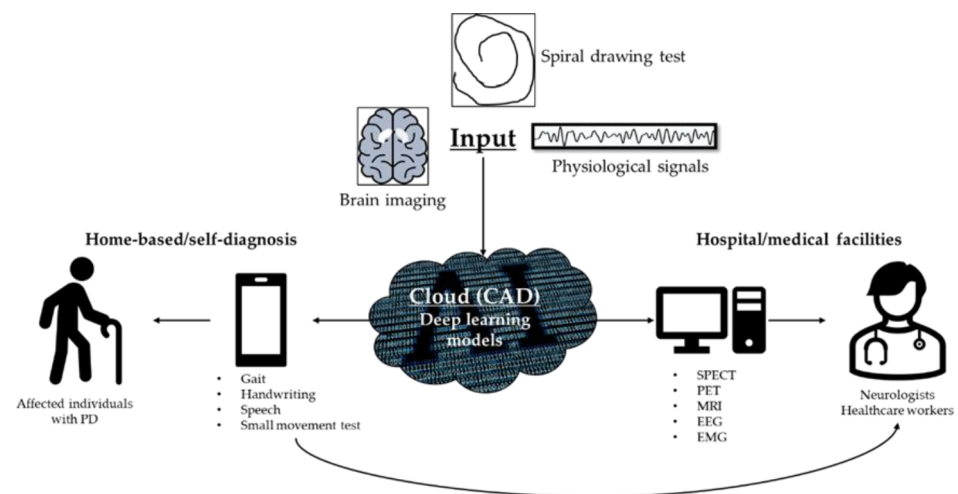 Spiral drawing test
Input
Physiological signals
Brain imaging
Home-based/self-diagnosis
Hospital/medical facilities
AI
Cloud (CAD)
Deep learning
models
• Gait
• Handwriting
• Speech
• Small movement test
Affected individuals
with PD
• SPECT
• PET
• MRI
• EEG
• EMG
Neurologists
Healthcare workers